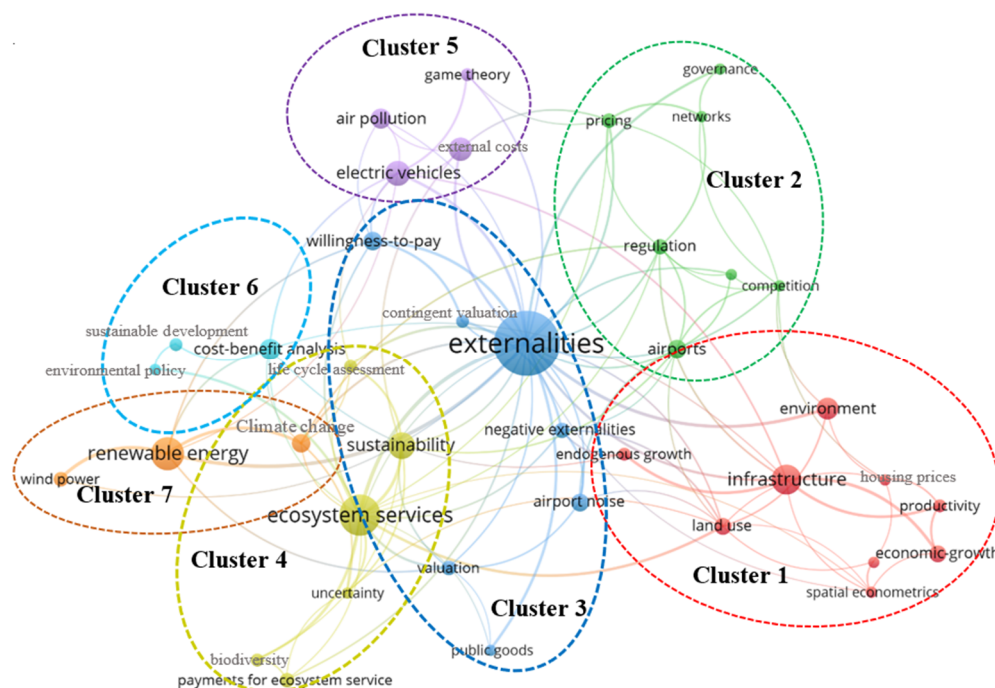 Cluster 5
game theory
air pollution
external costs
electric vehicles
governance
pricing
networks
Cluster 2
regulation
competition
airports
willingness-to-pay
contingent valuation
externalities
Cluster 6
sustainable development
cost-benefit analysis
environmental policy
life cycle assessment
Climate change
renewable energy
sustainability
wind power
Cluster 7
negative externalities
endogenous growth
airport noise
environment
infrastructure
housing prices
productivity
land use
economic-growth
Cluster 1
spatial econometrics
ecosystem services
Cluster 4
valuation
uncertainty
Cluster 3
public goods
biodiversity
payments for ecosystem service